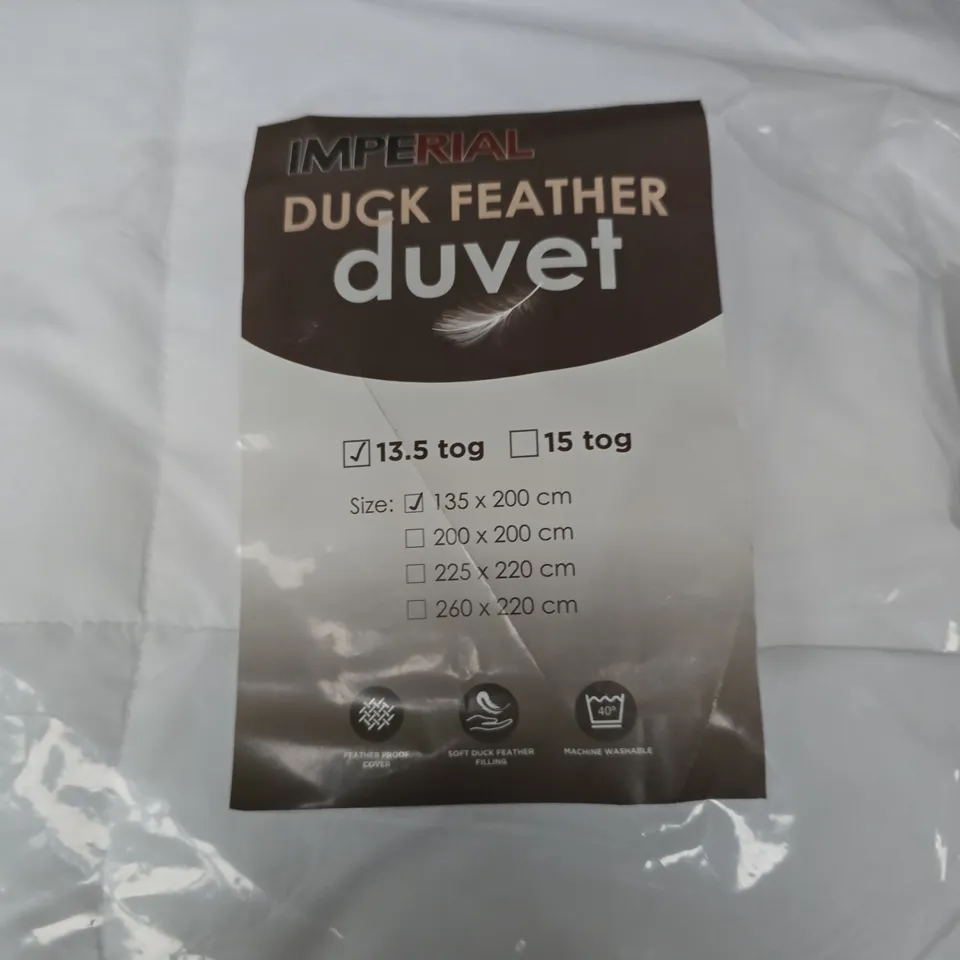 IMPERIAL
DUCK FEATHER
duvet
☑ 13.5 tog ☐ 15 tog
Size: ☑ 135 x 200 cm
☐ 200 x 200 cm
☐ 225 x 220 cm
☐ 260 x 220 cm
40°
FEATHER PROOF
COVER
SOFT DUCK FEATHER
FILLING
MACHINE WASHABLE